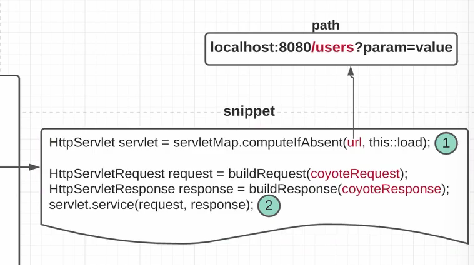 path
localhost:8080/users?param=value
snippet
HttpServlet servlet = servletMap.computeIfAbsent(url, this::load); 1
HttpServletRequest request = buildRequest(coyoteRequest);
HttpServletResponse response = buildResponse(coyoteResponse);
servlet.service(request, response); 2